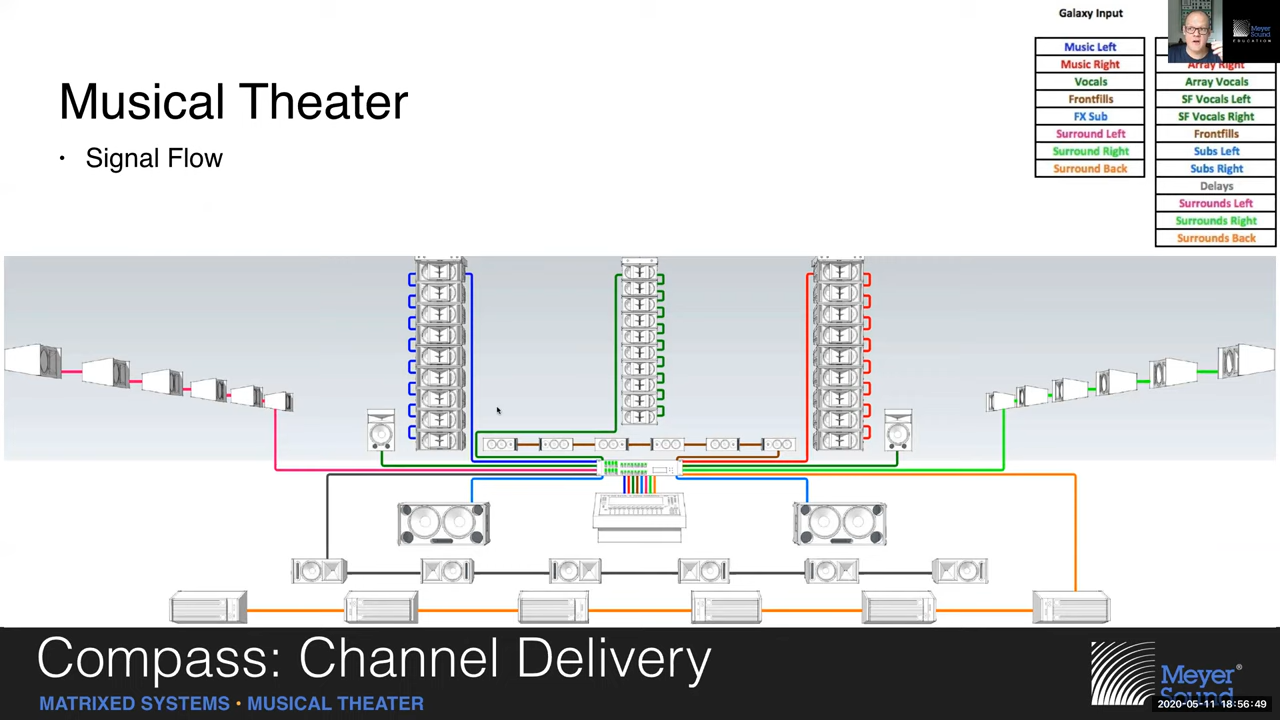 Galaxy Input
Meyer
Sound
EDUCATION
Musical Theater
• Signal Flow
Music Left
Music Right
Vocals
Frontfills
FX Sub
Surround Left
Surround Right
Surround Back
Array Right
Array Vocals
SF Vocals Left
SF Vocals Right
Frontfills
Subs Left
Subs Right
Delays
Surrounds Left
Surrounds Right
Surrounds Back
Compass: Channel Delivery
MATRIXED SYSTEMS • MUSICAL THEATER
Meyer®
Sound
2020-05-11 18:56:49